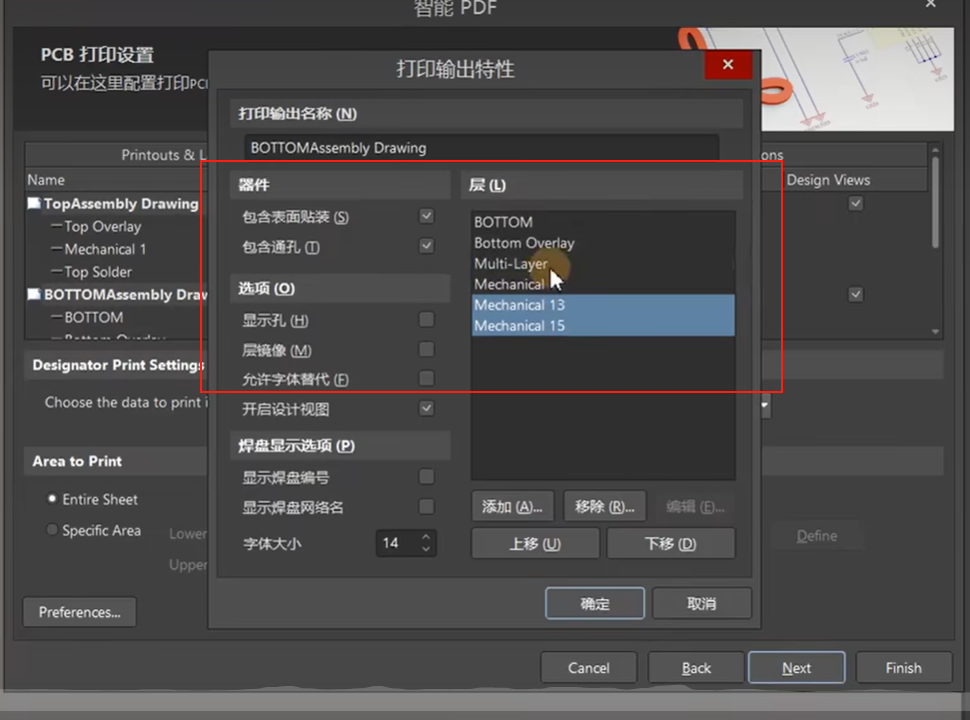 智能 PDF
PCB 打印设置
可以在这里配置打印PC
打印输出特性
打印输出名称 (N)
BOTTOMAssembly Drawing
Printouts & L
ons
Name
Design Views
TopAssembly Drawing
Top Overlay
Mechanical 1
Top Solder
BOTTOMAssembly Draw
BOTTOM
Bottom Overlay
器件
包含表面贴装 (S)
包含通孔 (T)
选项 (O)
显示孔 (H)
层镜像 (M)
允许字体替代 (F)
开启设计视图
焊盘显示选项 (P)
显示焊盘编号
显示焊盘网络名
字体大小
14
层 (L)
BOTTOM
Bottom Overlay
Multi-Layer
Mechanical
Mechanical 13
Mechanical 15
添加 (A)...
移除 (R)...
编辑 (E)...
上移 (U)
下移 (D)
确定
取消
Designator Print Settings
Choose the data to print i
Area to Print
Entire Sheet
Specific Area
Lower
Upper
Define
Preferences...
Cancel
Back
Next
Finish